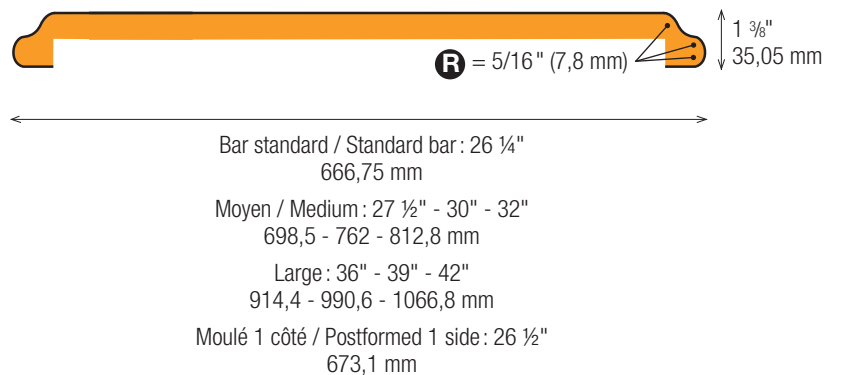 1 ⅜"
35,05 mm
R = 5/16" (7,8 mm)
Bar standard / Standard bar : 26 ¼"
666,75 mm
Moyen / Medium : 27 ½" - 30" - 32"
698,5 - 762 - 812,8 mm
Large : 36" - 39" - 42"
914,4 - 990,6 - 1066,8 mm
Moulé 1 côté / Postformed 1 side : 26 ½"
673,1 mm